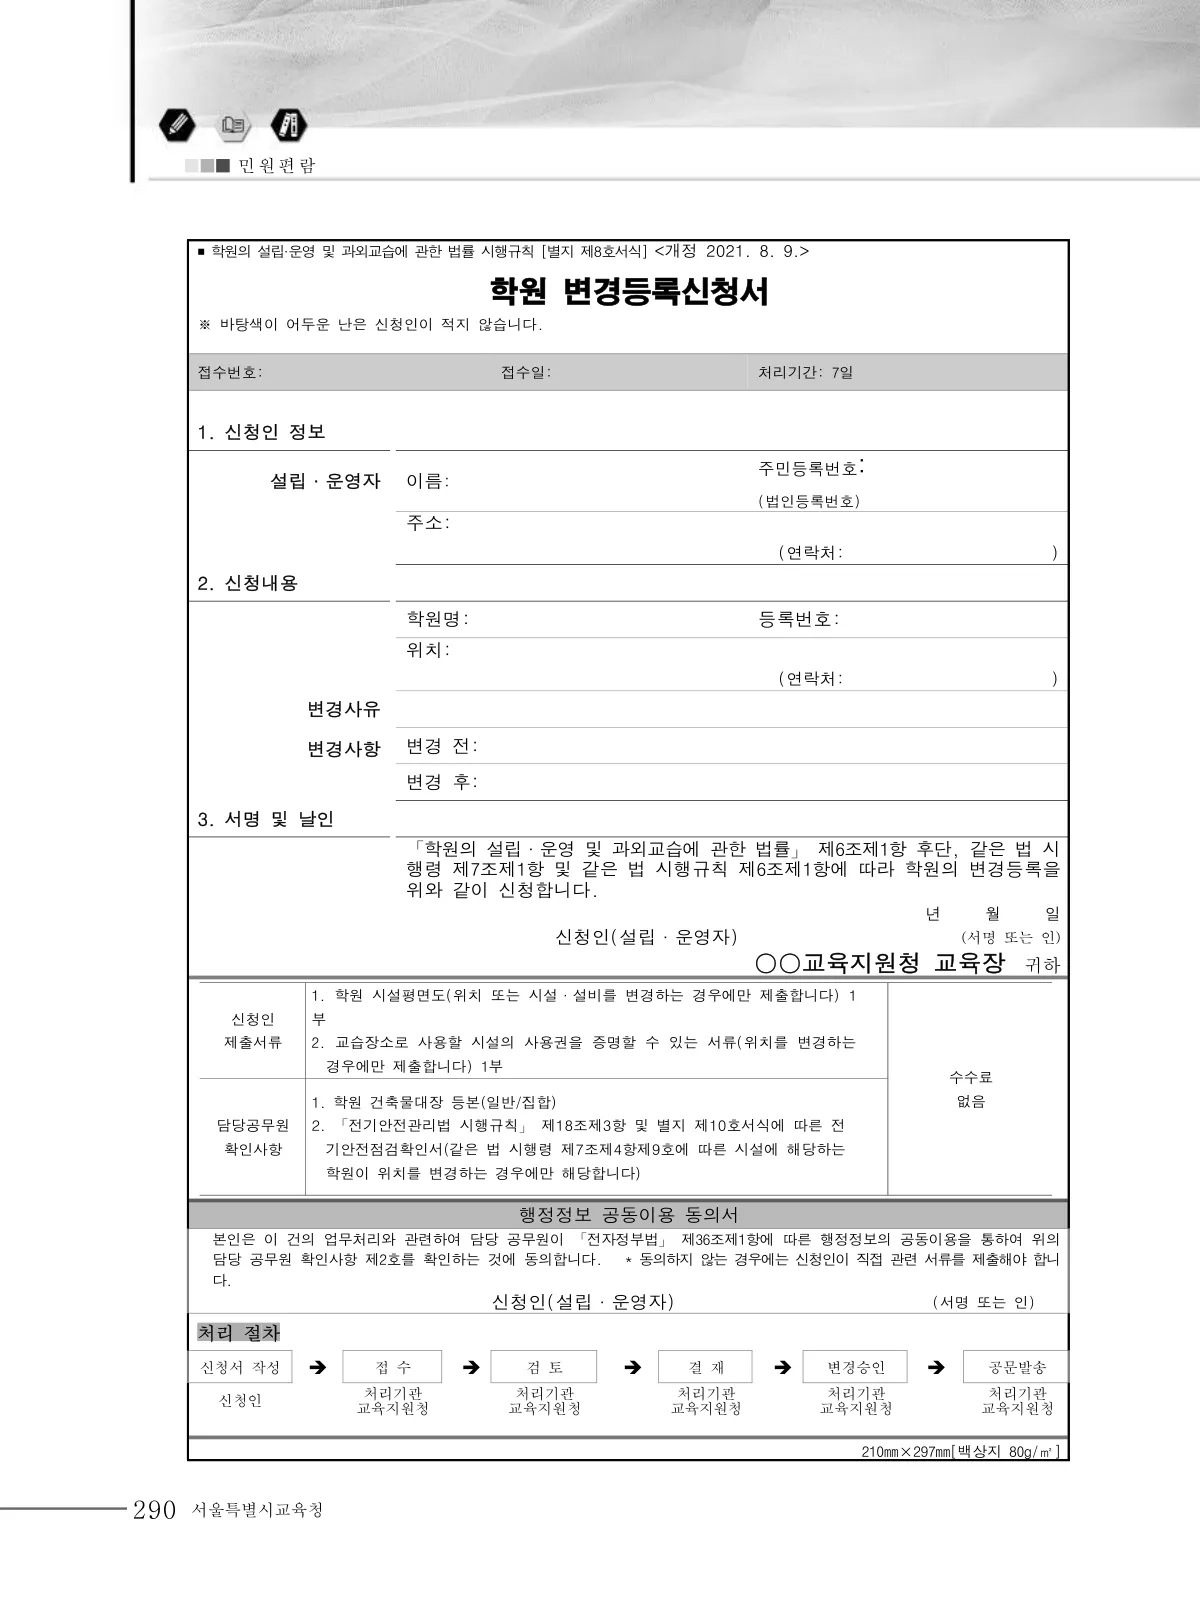 민원편람
■ 학원의 설립·운영 및 과외교습에 관한 법률 시행규칙 [별지 제8호서식] <개정 2021. 8. 9.>
학원 변경등록신청서
※ 바탕색이 어두운 난은 신청인이 적지 않습니다.
접수번호: 접수일: 처리기간: 7일
1. 신청인 정보
설립 · 운영자 이름: 주민등록번호:
(법인등록번호)
주소:
(연락처: )
2. 신청내용
학원명: 등록번호:
위치:
(연락처: )
변경사유
변경사항 변경 전:
변경 후:
3. 서명 및 날인
「학원의 설립 · 운영 및 과외교습에 관한 법률」 제6조제1항 후단, 같은 법 시
행령 제7조제1항 및 같은 법 시행규칙 제6조제1항에 따라 학원의 변경등록을
위와 같이 신청합니다.
년 월 일
신청인(설립 · 운영자) (서명 또는 인)
○○교육지원청 교육장 귀하
신청인
제출서류
1. 학원 시설평면도(위치 또는 시설 · 설비를 변경하는 경우에만 제출합니다) 1
부
2. 교습장소로 사용할 시설의 사용권을 증명할 수 있는 서류(위치를 변경하는
경우에만 제출합니다) 1부
수수료
없음
담당공무원
확인사항
1. 학원 건축물대장 등본(일반/집합)
2. 「전기안전관리법 시행규칙」 제18조제3항 및 별지 제10호서식에 따른 전
기안전점검확인서(같은 법 시행령 제7조제4항제9호에 따른 시설에 해당하는
학원이 위치를 변경하는 경우에만 해당합니다)
행정정보 공동이용 동의서
본인은 이 건의 업무처리와 관련하여 담당 공무원이 「전자정부법」 제36조제1항에 따른 행정정보의 공동이용을 통하여 위의
담당 공무원 확인사항 제2호를 확인하는 것에 동의합니다. * 동의하지 않는 경우에는 신청인이 직접 관련 서류를 제출해야 합니
다.
신청인(설립 · 운영자) (서명 또는 인)
처리 절차
신청서 작성 ➔ 접 수 ➔ 검 토 ➔ 결 재 ➔ 변경승인 ➔ 공문발송
신청인 처리기관 처리기관 처리기관 처리기관 처리기관
교육지원청 교육지원청 교육지원청 교육지원청 교육지원청
210㎜×297㎜[백상지 80g/㎡]
290 서울특별시교육청